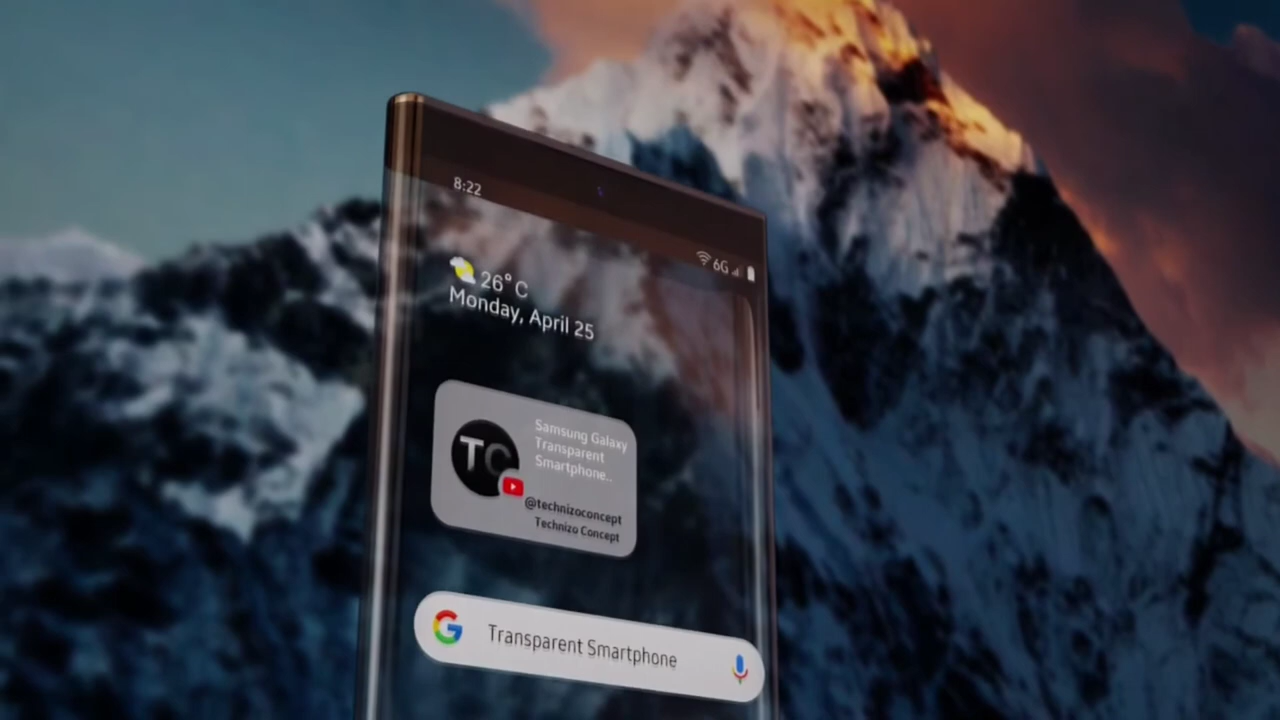 8:22
6G
26° C
Monday, April 25
TC
Samsung Galaxy
Transparent
Smartphone..
@technizoconcept
Technizo Concept
G
Transparent Smartphone